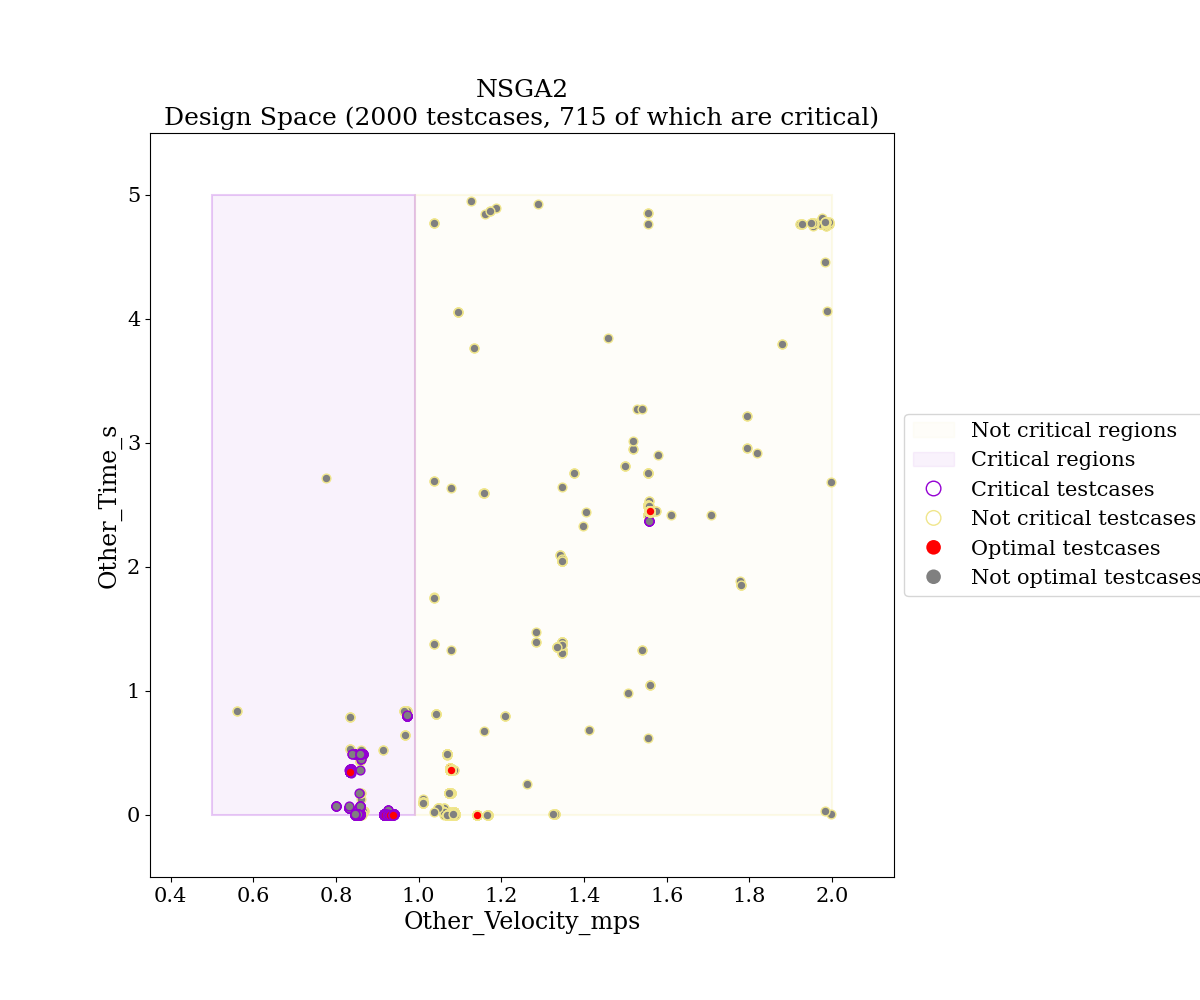 NSGA2
Design Space (2000 testcases, 715 of which are critical)
5
4
3
2
1
0
Other_Time_s
0.4 0.6 0.8 1.0 1.2 1.4 1.6 1.8 2.0
Other_Velocity_mps
Not critical regions
Critical regions
Critical testcases
Not critical testcases
Optimal testcases
Not optimal testcases